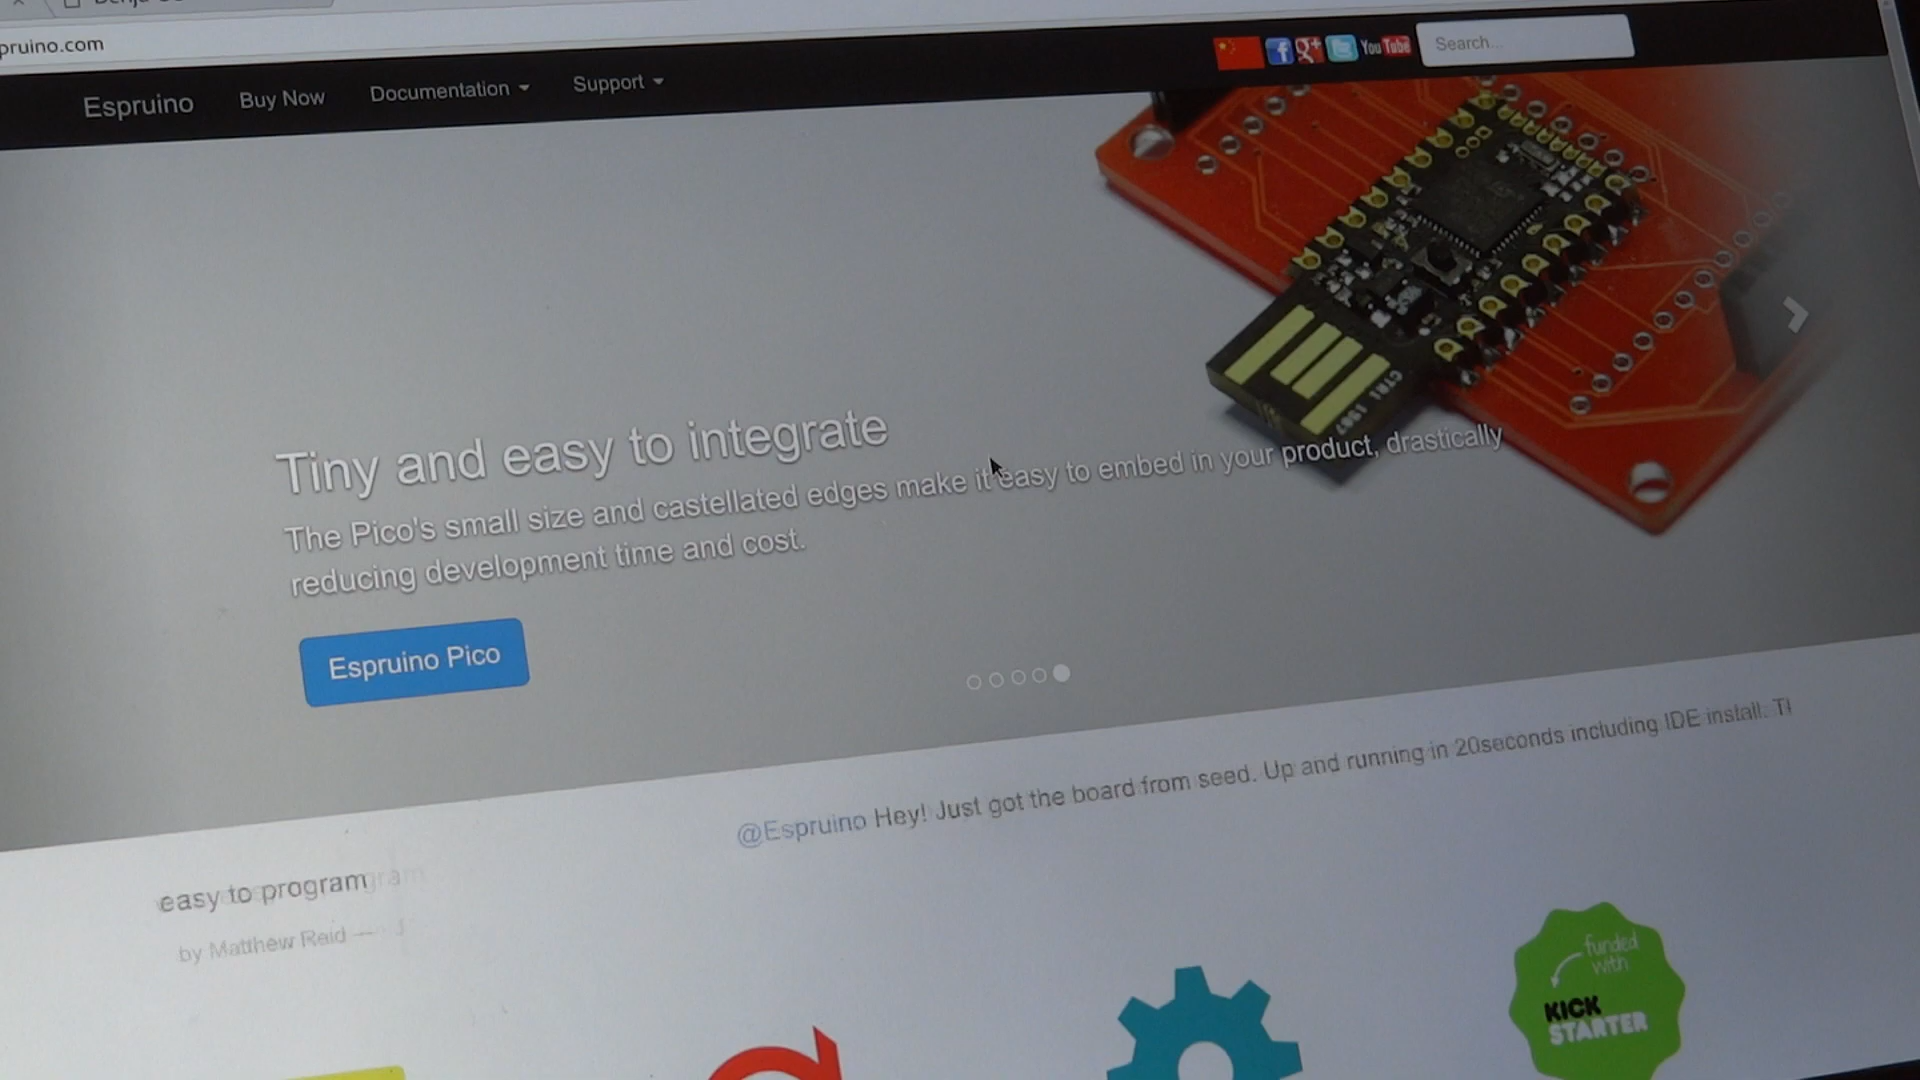 pruino.com
Espruino Buy Now Documentation Support You Tube Search...
CTRL 1987
Tiny and easy to integrate
The Pico's small size and castellated edges make it easy to embed in your product, drastically
reducing development time and cost.
Espruino Pico
@Espruino Hey! Just got the board from seed. Up and running in 20seconds including IDE install.
easy to program
by Matthew Reid —
funded
with
KICK
STARTER